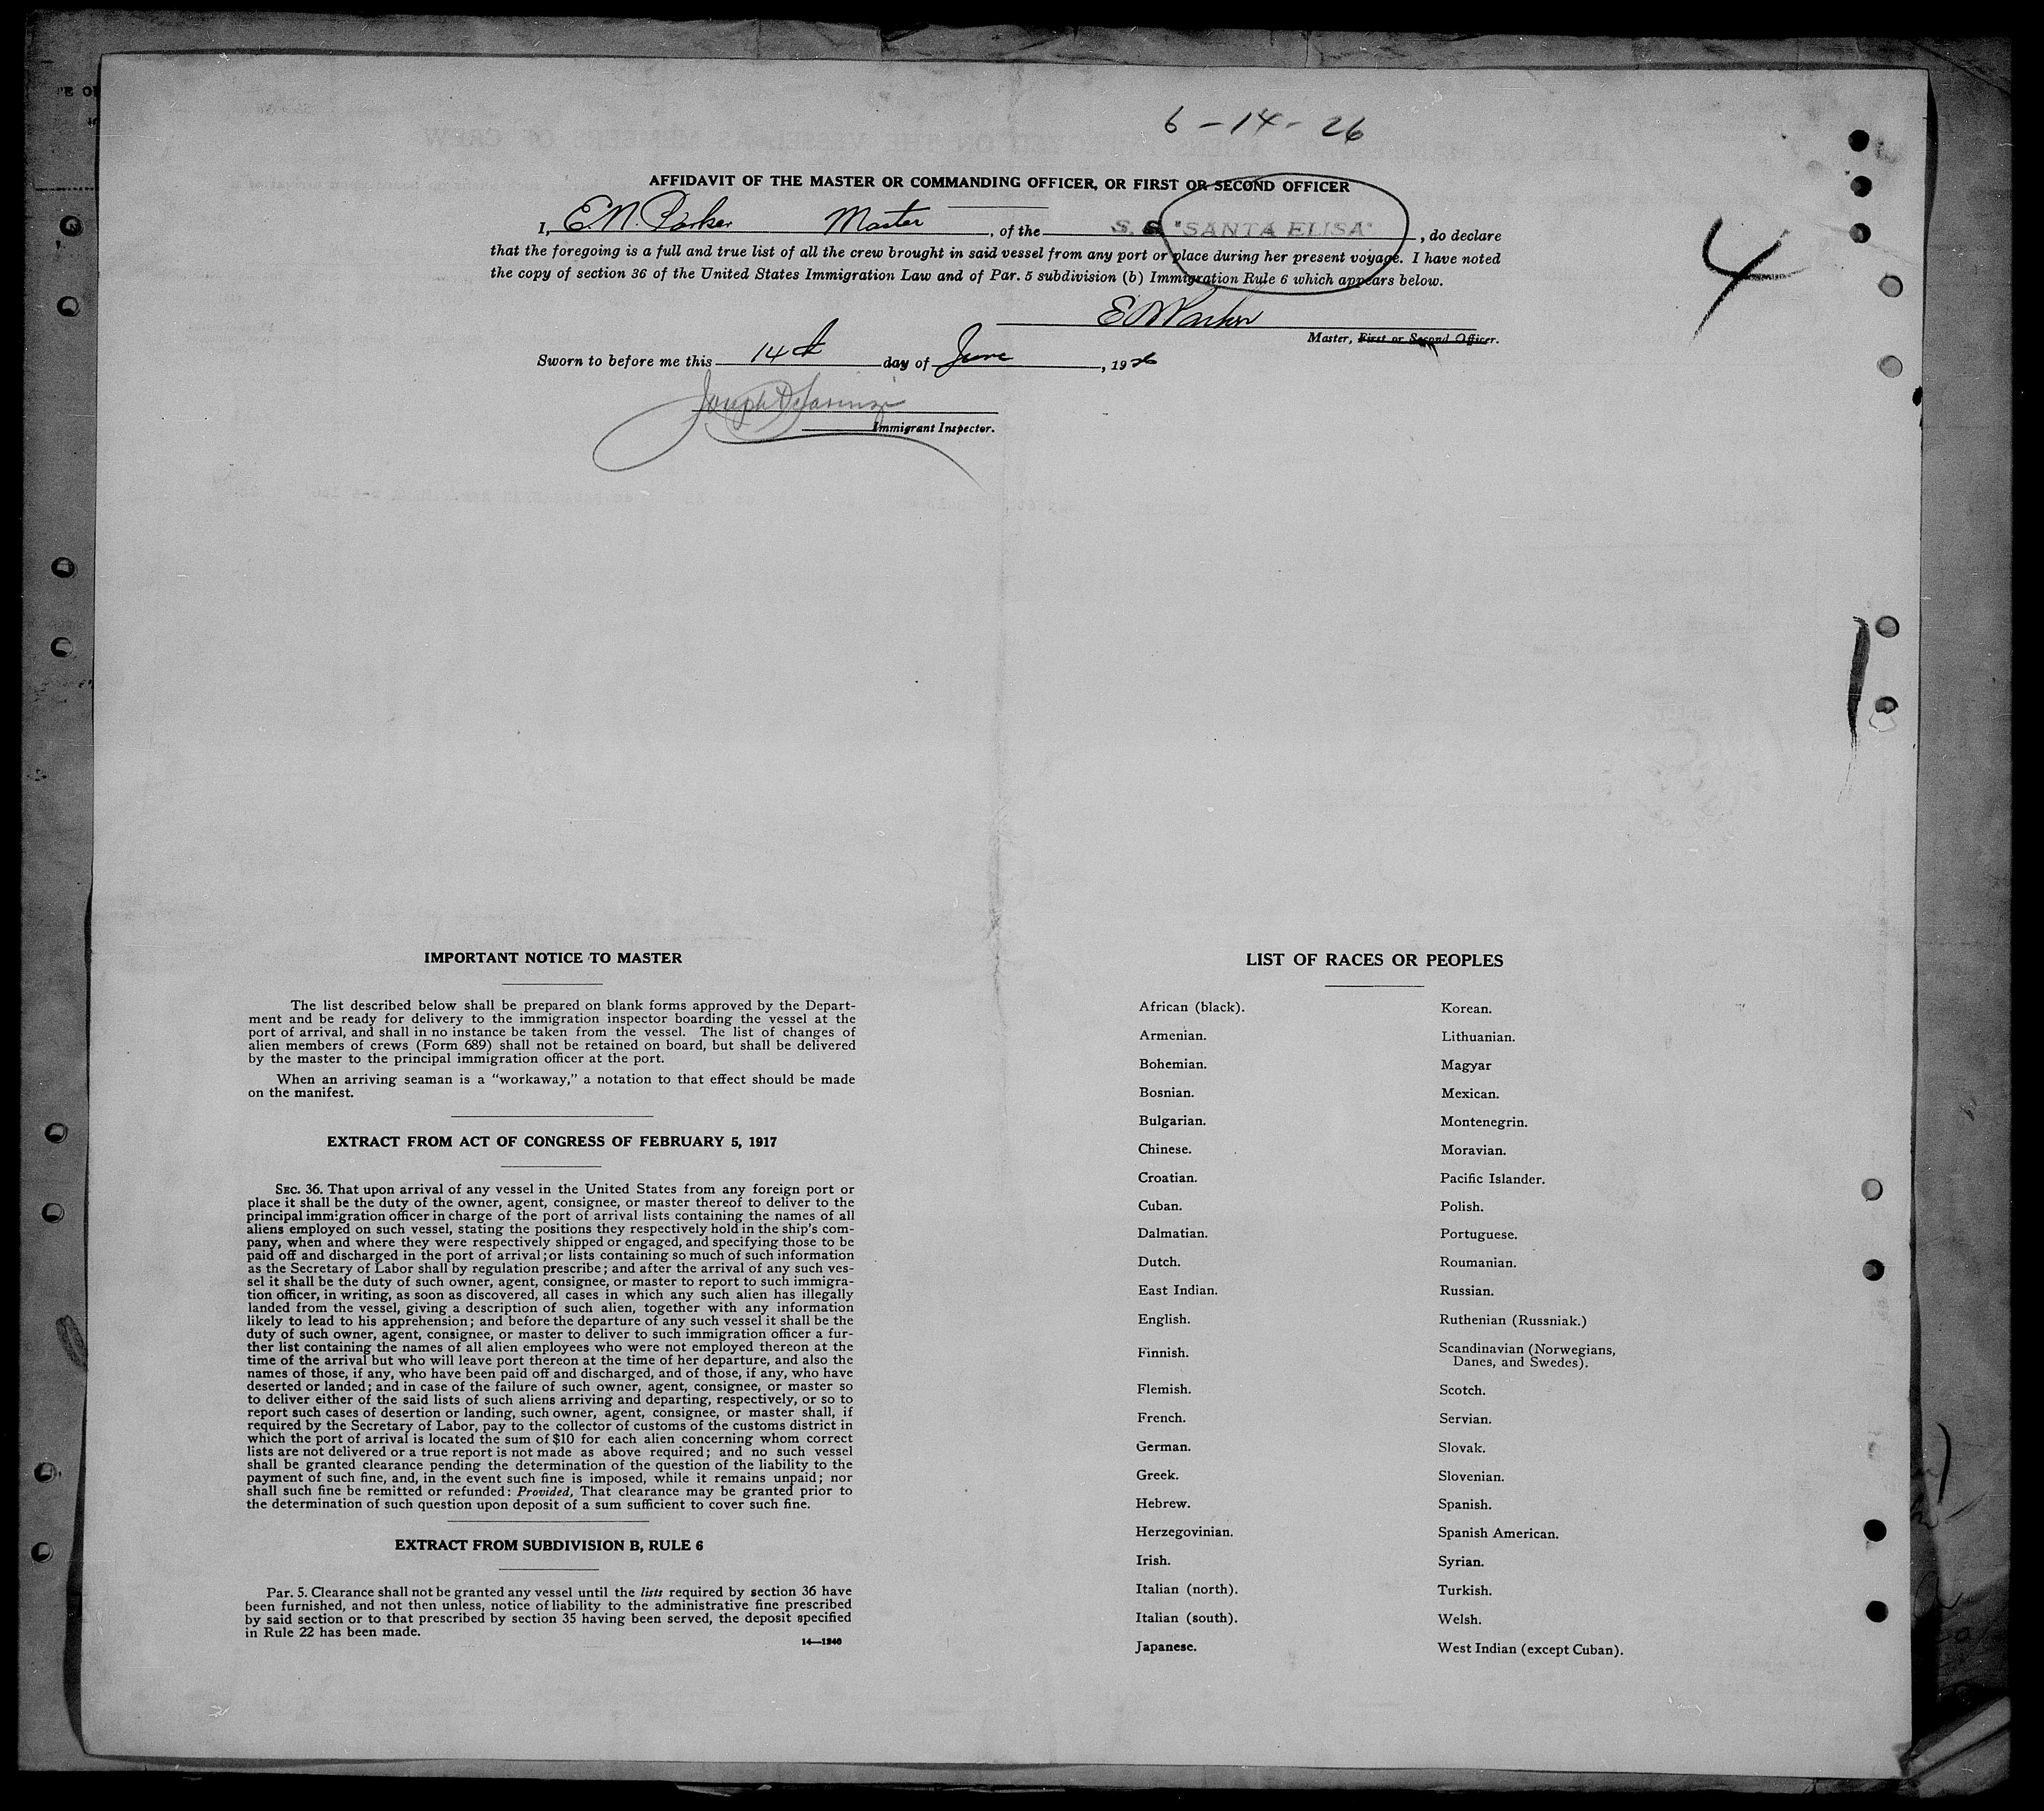 6-14-26
AFFIDAVIT OF THE MASTER OR COMMANDING OFFICER, OR FIRST OR SECOND OFFICER
I, E.N. Parker Master, of the S. S. "SANTA ELISA", do declare
that the foregoing is a full and true list of all the crew brought in said vessel from any port or place during her present voyage. I have noted
the copy of section 36 of the United States Immigration Law and of Par. 5 subdivision (b) Immigration Rule 6 which appears below.
4
E N Parker
Master, First or Second Officer.
Sworn to before me this 14th day of June, 1926
Joseph
Immigrant Inspector.
IMPORTANT NOTICE TO MASTER
The list described below shall be prepared on blank forms approved by the Depart-
ment and be ready for delivery to the immigration inspector boarding the vessel at the
port of arrival, and shall in no instance be taken from the vessel. The list of changes of
alien members of crews (Form 689) shall not be retained on board, but shall be delivered
by the master to the principal immigration officer at the port.
When an arriving seaman is a "workaway," a notation to that effect should be made
on the manifest.
EXTRACT FROM ACT OF CONGRESS OF FEBRUARY 5, 1917
SEC. 36. That upon arrival of any vessel in the United States from any foreign port or
place it shall be the duty of the owner, agent, consignee, or master thereof to deliver to the
principal immigration officer in charge of the port of arrival lists containing the names of all
aliens employed on such vessel, stating the positions they respectively hold in the ship's com-
pany, when and where they were respectively shipped or engaged, and specifying those to be
paid off and discharged in the port of arrival; or lists containing so much of such information
as the Secretary of Labor shall by regulation prescribe; and after the arrival of any such ves-
sel it shall be the duty of such owner, agent, consignee, or master to report to such immigra-
tion officer, in writing, as soon as discovered, all cases in which any such alien has illegally
landed from the vessel, giving a description of such alien, together with any information
likely to lead to his apprehension; and before the departure of any such vessel it shall be the
duty of such owner, agent, consignee, or master to deliver to such immigration officer a fur-
ther list containing the names of all alien employees who were not employed thereon at the
time of the arrival but who will leave port thereon at the time of her departure, and also the
names of those, if any, who have been paid off and discharged, and of those, if any, who have
deserted or landed; and in case of the failure of such owner, agent, consignee, or master so
to deliver either of the said lists of such aliens arriving and departing, respectively, or so to
report such cases of desertion or landing, such owner, agent, consignee, or master shall, if
required by the Secretary of Labor, pay to the collector of customs of the customs district in
which the port of arrival is located the sum of $10 for each alien concerning whom correct
lists are not delivered or a true report is not made as above required; and no such vessel
shall be granted clearance pending the determination of the question of the liability to the
payment of such fine, and, in the event such fine is imposed, while it remains unpaid; nor
shall such fine be remitted or refunded: Provided, That clearance may be granted prior to
the determination of such question upon deposit of a sum sufficient to cover such fine.
EXTRACT FROM SUBDIVISION B, RULE 6
Par. 5. Clearance shall not be granted any vessel until the lists required by section 36 have
been furnished, and not then unless, notice of liability to the administrative fine prescribed
by said section or to that prescribed by section 35 having been served, the deposit specified
in Rule 22 has been made.
14—1240
LIST OF RACES OR PEOPLES
African (black).
Armenian.
Bohemian.
Bosnian.
Bulgarian.
Chinese.
Croatian.
Cuban.
Dalmatian.
Dutch.
East Indian.
English.
Finnish.
Flemish.
French.
German.
Greek.
Hebrew.
Herzegovinian.
Irish.
Italian (north).
Italian (south).
Japanese.
Korean.
Lithuanian.
Magyar
Mexican.
Montenegrin.
Moravian.
Pacific Islander.
Polish.
Portuguese.
Roumanian.
Russian.
Ruthenian (Russniak.)
Scandinavian (Norwegians,
Danes, and Swedes).
Scotch.
Servian.
Slovak.
Slovenian.
Spanish.
Spanish American.
Syrian.
Turkish.
Welsh.
West Indian (except Cuban).